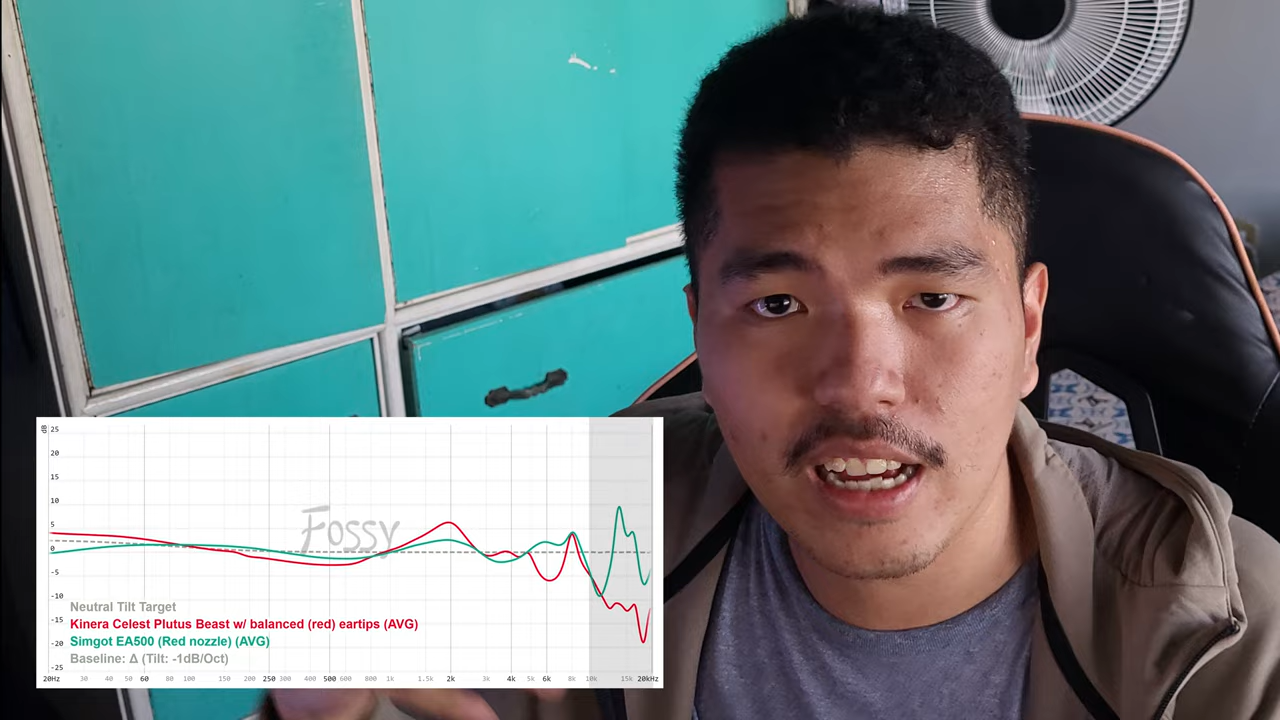 dB 25
20
15
10
5
0
-5
-10
-15
-20
-25
Fossy
Neutral Tilt Target
Kinera Celest Plutus Beast w/ balanced (red) eartips (AVG)
Simgot EA500 (Red nozzle) (AVG)
Baseline: Δ (Tilt: -1dB/Oct)
20Hz 30 40 50 60 80 100 150 200 250 300 400 500 600 800 1k 1.5k 2k 3k 4k 5k 6k 8k 10k 15k 20kHz